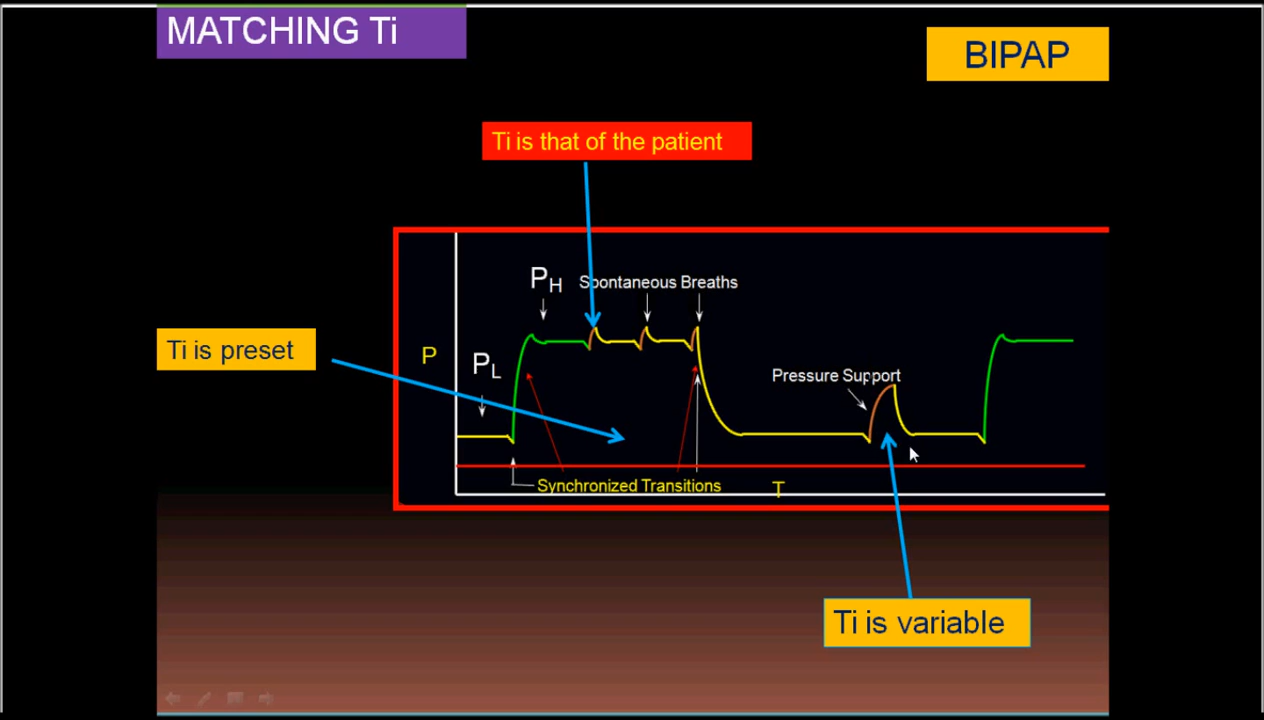 MATCHING Ti
BIPAP
Ti is that of the patient
PH
Spontaneous Breaths
Ti is preset
P
PL
Pressure Support
Synchronized Transitions
T
Ti is variable